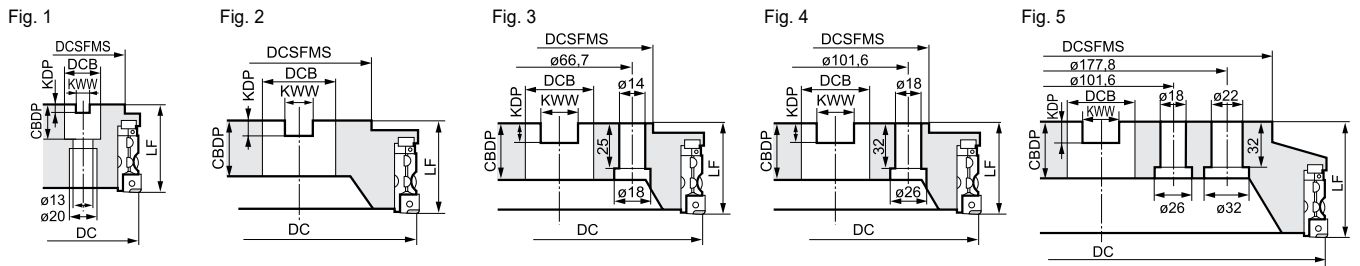 Fig. 1
DCSFMS
DCB
KWW
KDP
CBDP
LF
ø13
ø20
DC
Fig. 2
DCSFMS
DCB
KWW
KDP
CBDP
LF
DC
Fig. 3
DCSFMS
ø66,7
DCB
ø14
KWW
KDP
CBDP
25
LF
ø18
DC
Fig. 4
DCSFMS
ø101,6
DCB
ø18
KWW
KDP
CBDP
32
LF
ø26
DC
Fig. 5
DCSFMS
ø177,8
ø101,6
DCB
ø18
ø22
KWW
KDP
CBDP
32
LF
ø26
ø32
DC